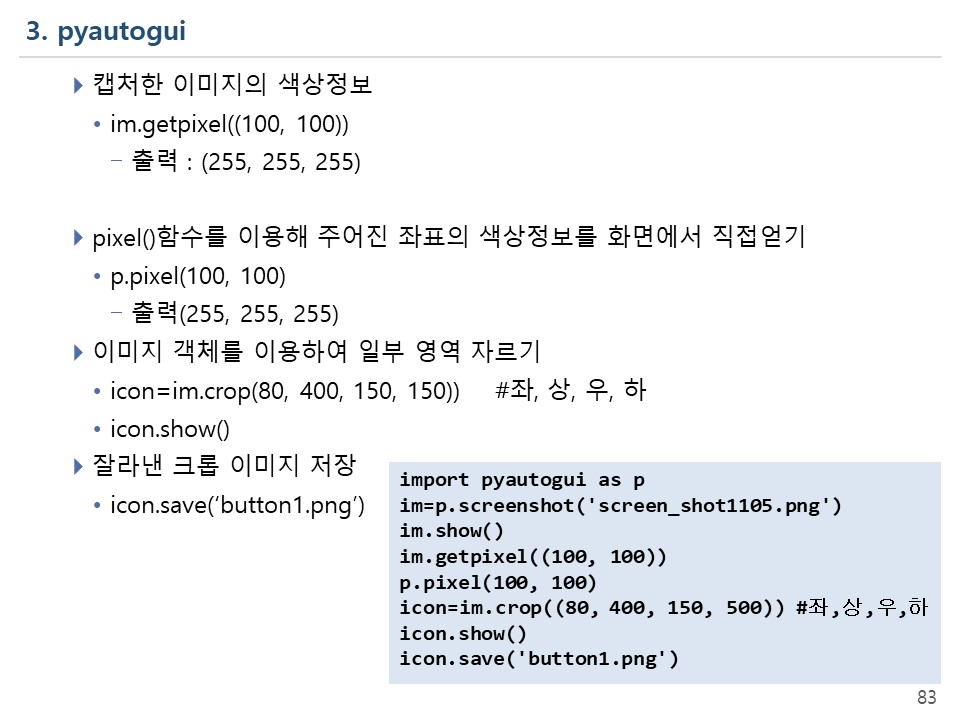 3. pyautogui
캡처한 이미지의 색상정보
• im.getpixel((100, 100))
– 출력 : (255, 255, 255)
pixel()함수를 이용해 주어진 좌표의 색상정보를 화면에서 직접얻기
• p.pixel(100, 100)
– 출력(255, 255, 255)
이미지 객체를 이용하여 일부 영역 자르기
• icon=im.crop(80, 400, 150, 150)) #좌, 상, 우, 하
• icon.show()
잘라낸 크롭 이미지 저장
• icon.save(‘button1.png’)
import pyautogui as p
im=p.screenshot('screen_shot1105.png')
im.show()
im.getpixel((100, 100))
p.pixel(100, 100)
icon=im.crop((80, 400, 150, 500)) #좌,상,우,하
icon.show()
icon.save('button1.png')
83